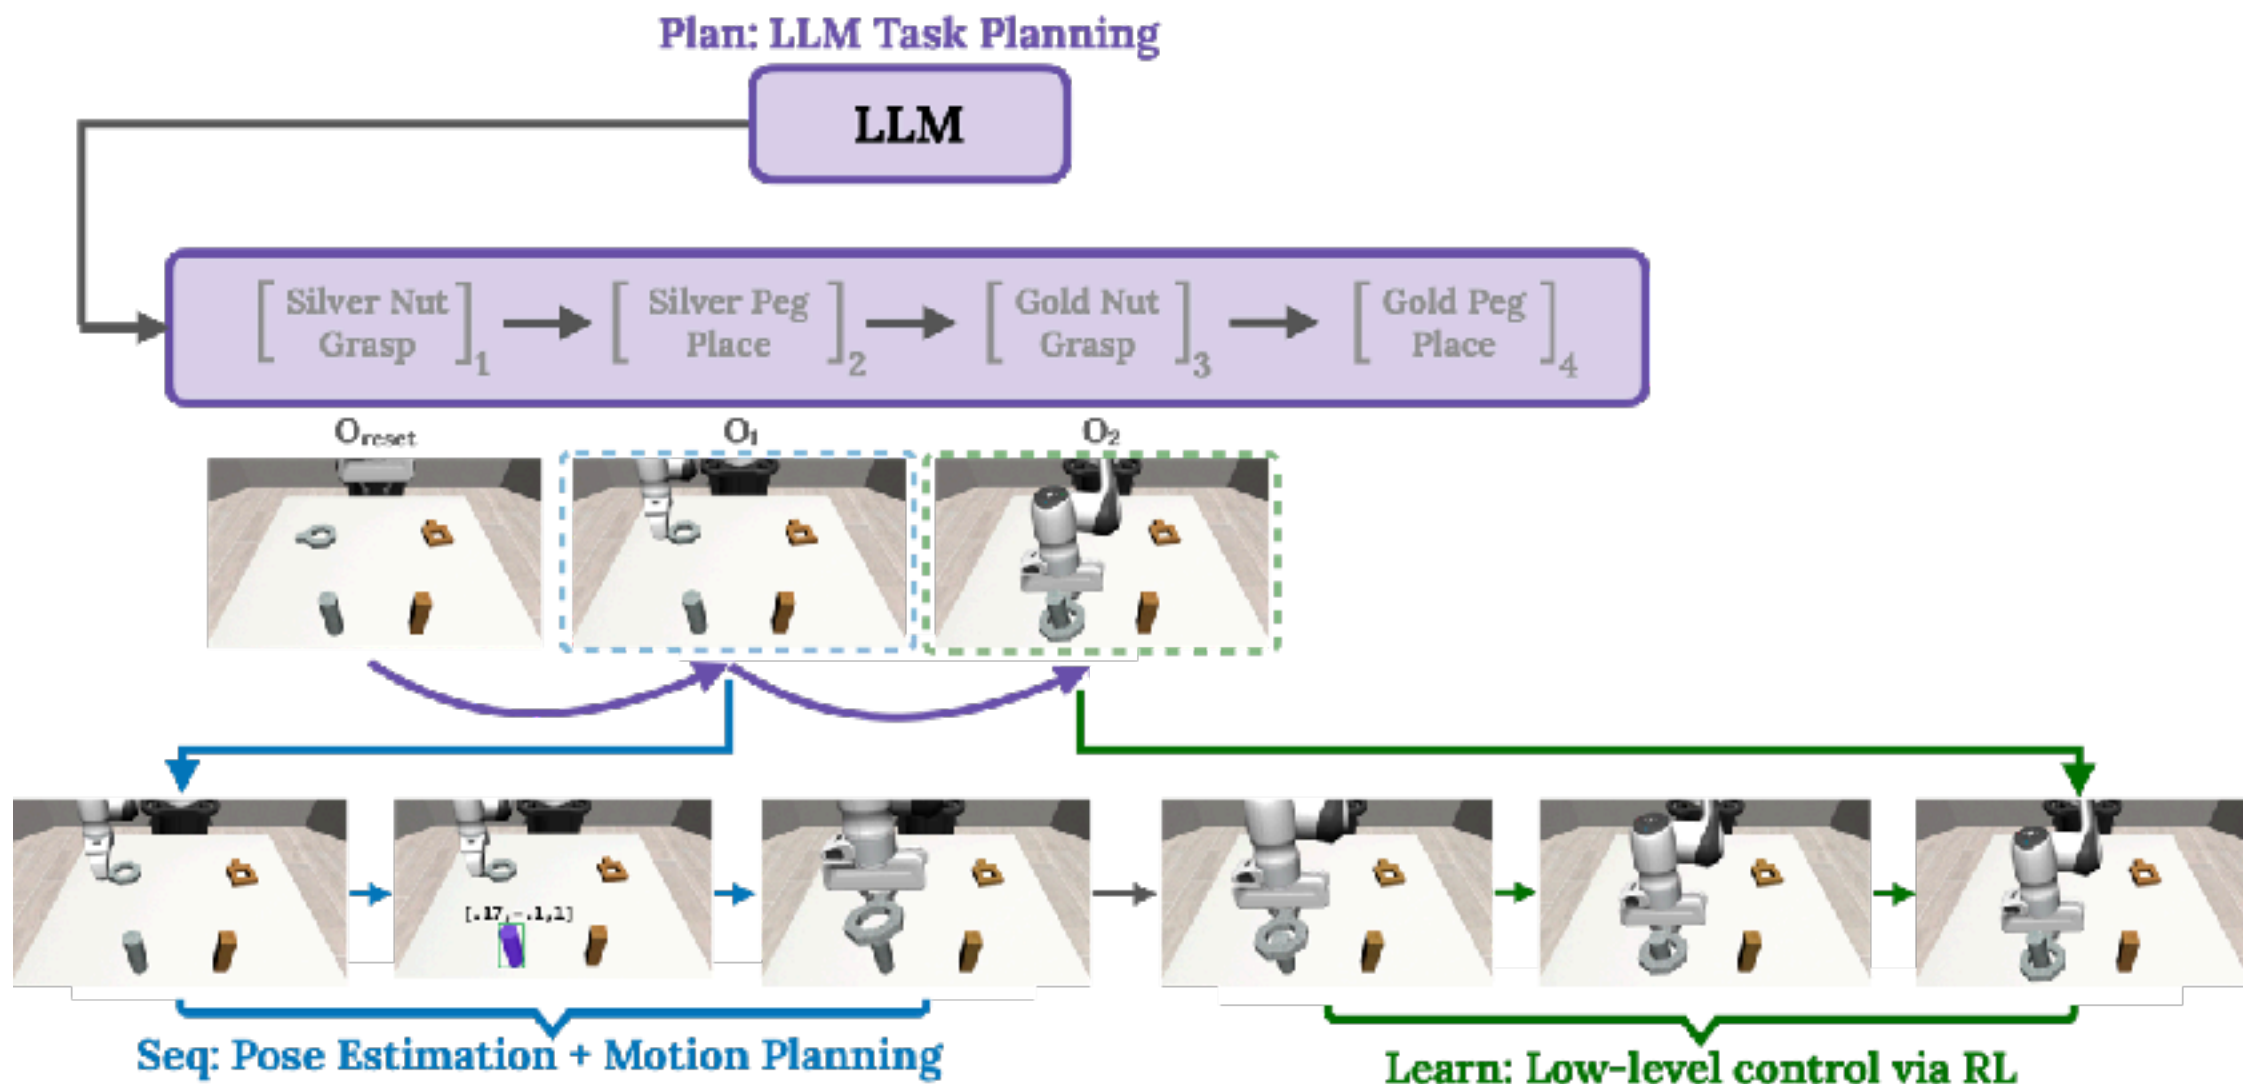 Plan: LLM Task Planning
LLM
[Silver Nut Grasp]1 → [Silver Peg Place]2 → [Gold Nut Grasp]3 → [Gold Peg Place]4
Oreset O1 O2
[.17,-.1,1]
Seq: Pose Estimation + Motion Planning
Learn: Low-level control via RL